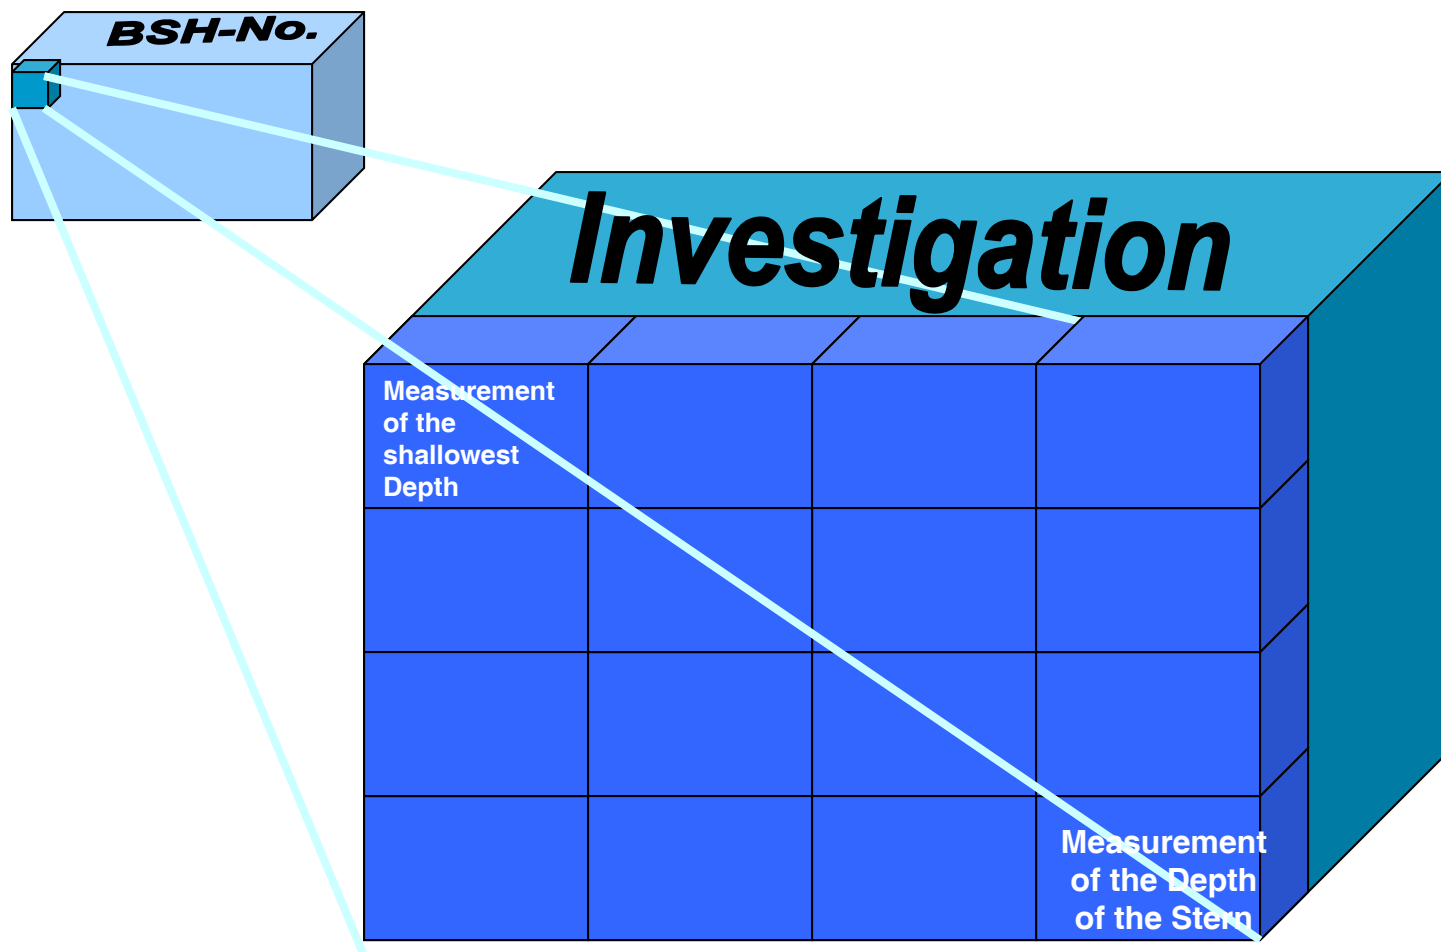 BSH-No.
Investigation
Measurement
of the
shallowest
Depth
Measurement
of the Depth
of the Stern